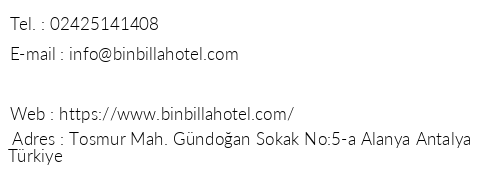 Tel. : 02425141408
E-mail : info@binbillahotel.com
Web : https://www.binbillahotel.com/
Adres : Tosmur Mah. Gündoğan Sokak No:5-a Alanya Antalya
Türkiye